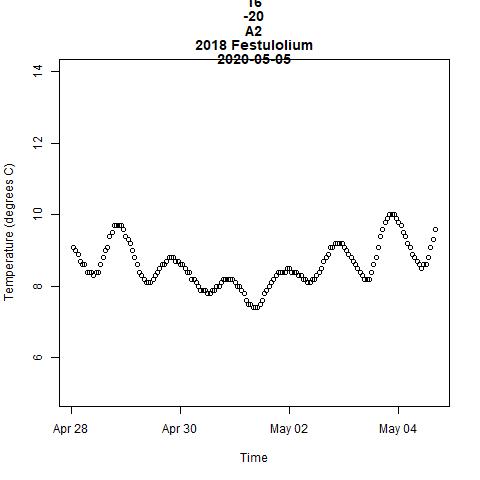 16
-20
A2
2018 Festulolium
2020-05-05
14
12
10
8
6
Temperature (degrees C)
Apr 28
Apr 30
May 02
May 04
Time